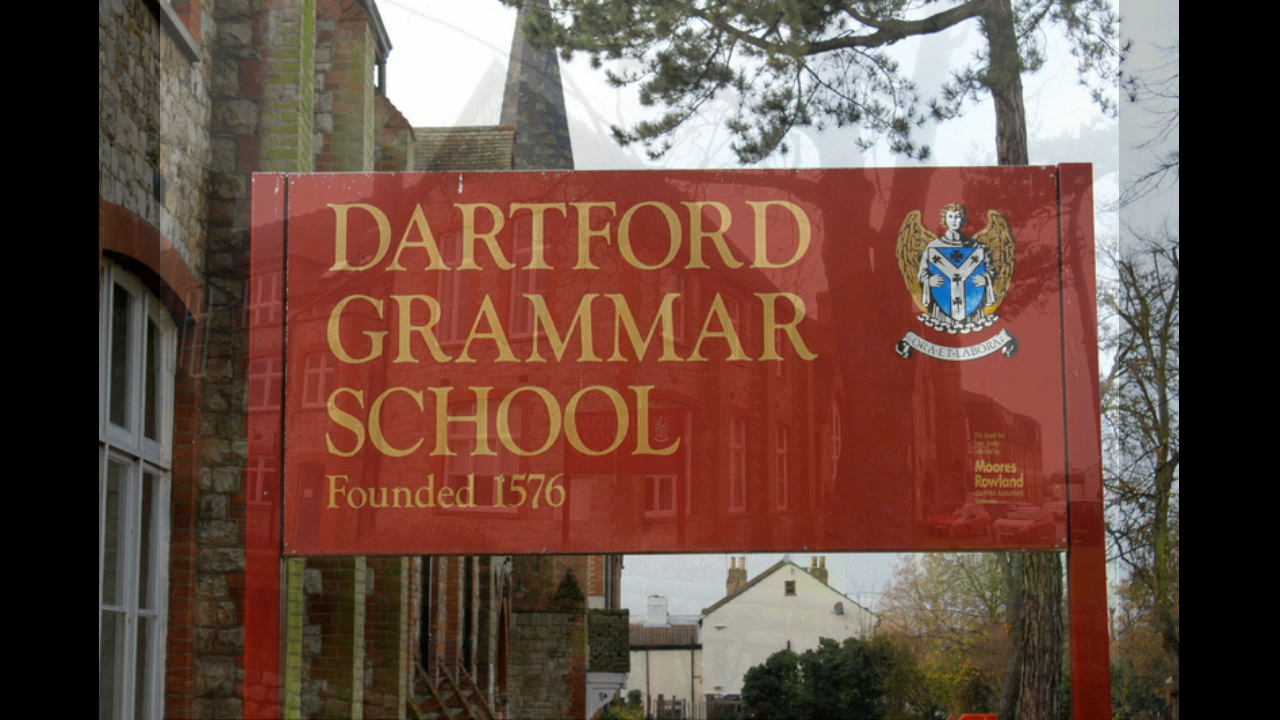 DARTFORD
GRAMMAR
SCHOOL
Founded 1576
ORA·ET·LABORA
Moores
Rowland